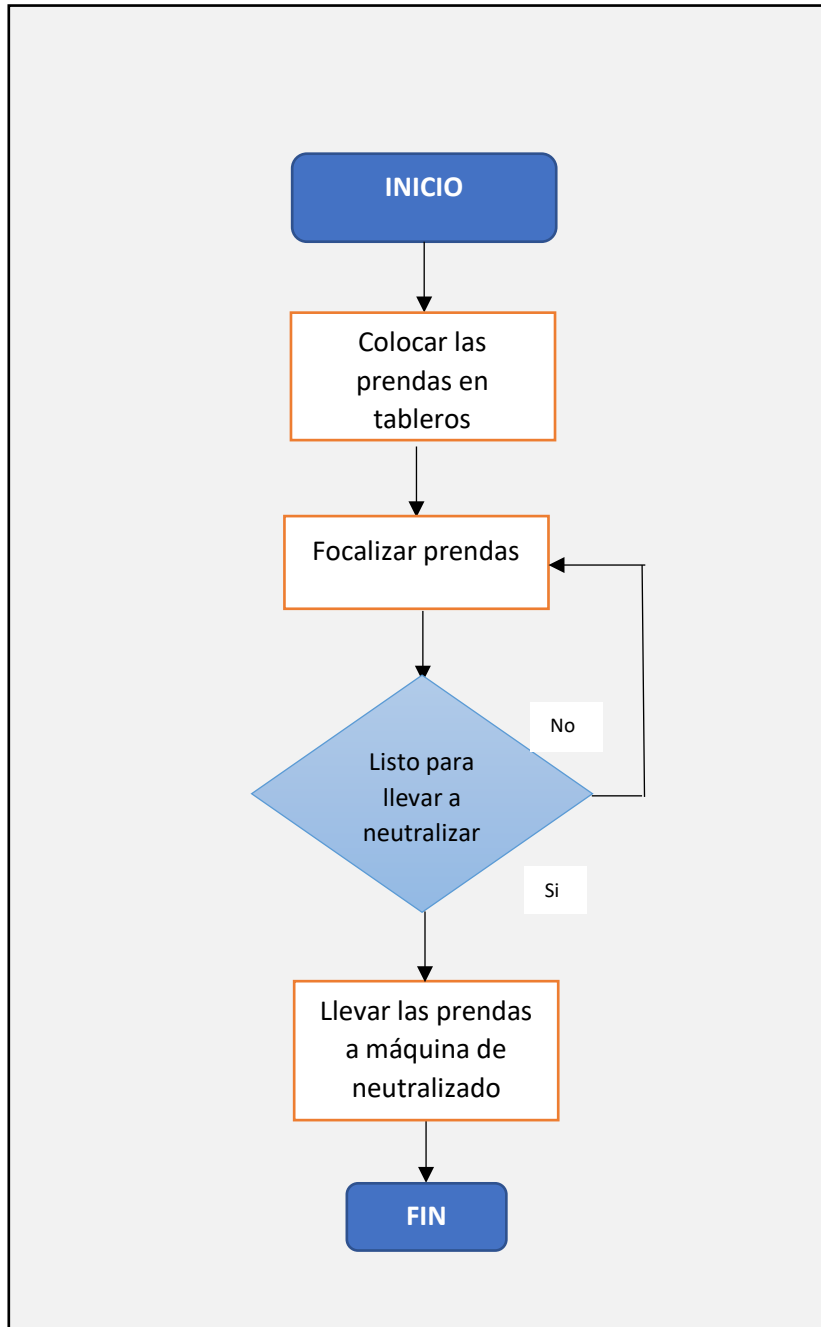 INICIO
Colocar las
prendas en
tableros
Focalizar prendas
No
Listo para
llevar a
neutralizar
Si
Llevar las prendas
a máquina de
neutralizado
FIN